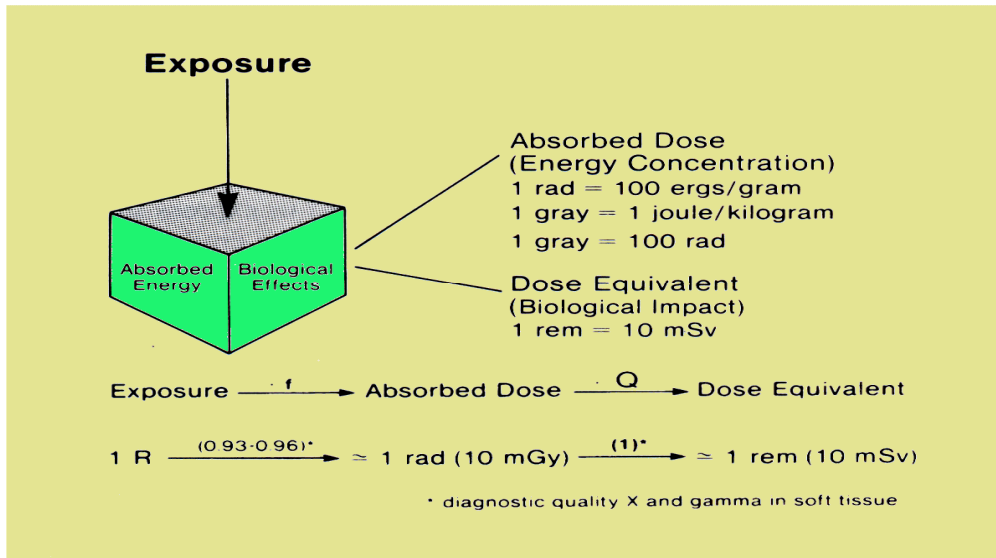 Exposure
Absorbed Dose
(Energy Concentration)
1 rad = 100 ergs/gram
1 gray = 1 joule/kilogram
1 gray = 100 rad
Absorbed Energy
Biological Effects
Dose Equivalent
(Biological Impact)
1 rem = 10 mSv
Exposure f Absorbed Dose Q Dose Equivalent
1 R (0.93-0.96)* ≃ 1 rad (10 mGy) (1)* ≃ 1 rem (10 mSv)
* diagnostic quality X and gamma in soft tissue